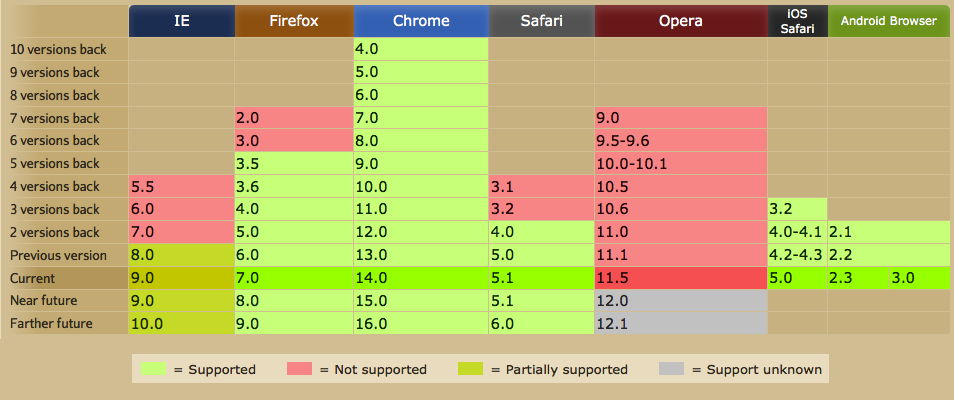 IE Firefox Chrome Safari Opera iOS Safari Android Browser
10 versions back 4.0
9 versions back 5.0
8 versions back 6.0
7 versions back 2.0 7.0 9.0
6 versions back 3.0 8.0 9.5-9.6
5 versions back 3.5 9.0 10.0-10.1
4 versions back 5.5 3.6 10.0 3.1 10.5
3 versions back 6.0 4.0 11.0 3.2 10.6 3.2
2 versions back 7.0 5.0 12.0 4.0 11.0 4.0-4.1 2.1
Previous version 8.0 6.0 13.0 5.0 11.1 4.2-4.3 2.2
Current 9.0 7.0 14.0 5.1 11.5 5.0 2.3 3.0
Near future 9.0 8.0 15.0 5.1 12.0
Farther future 10.0 9.0 16.0 6.0 12.1
= Supported = Not supported = Partially supported = Support unknown